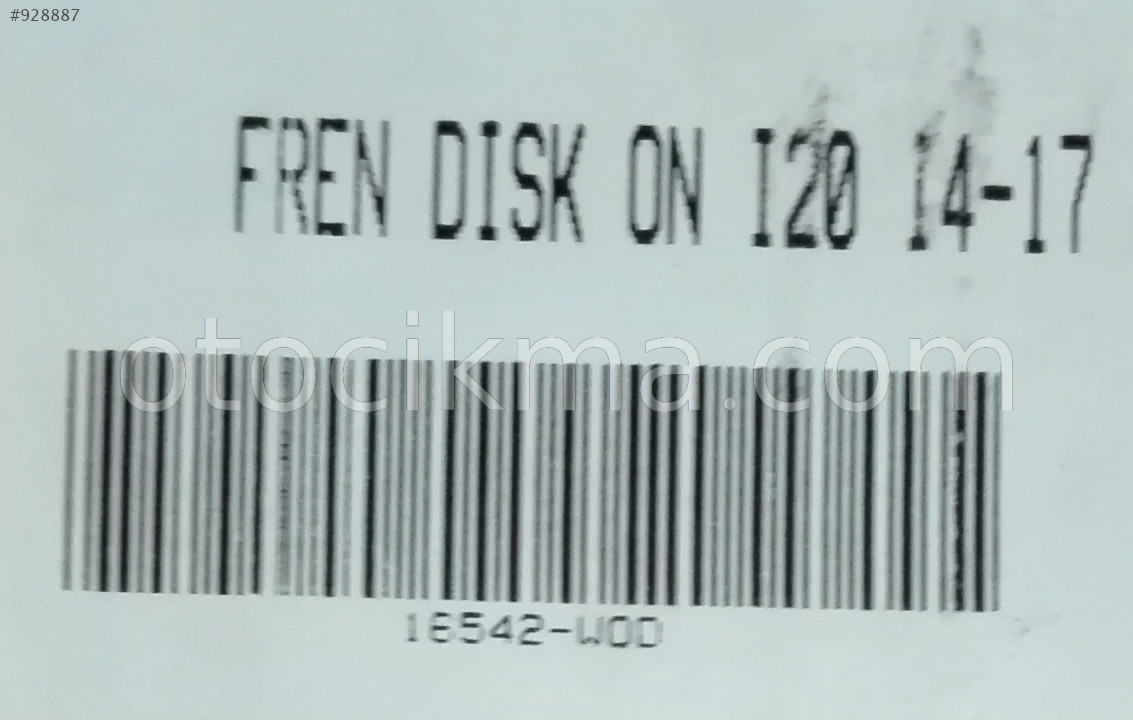 #928887
FREN DISK ON I20 14-17
otocikma.com
16542-WOD